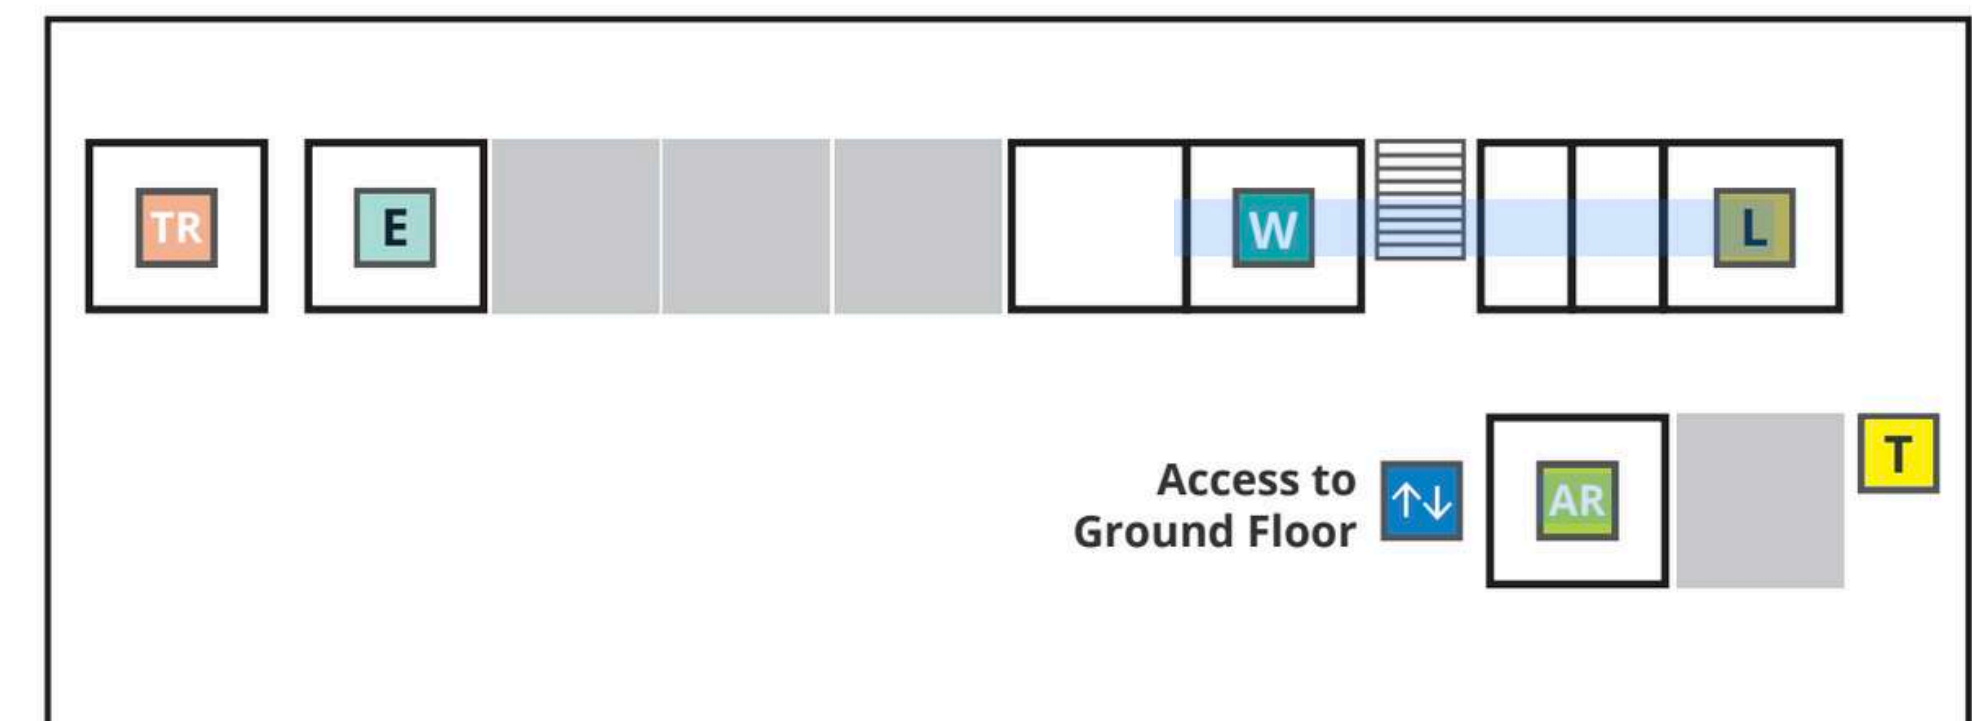 TR
E
W
L
Access to
Ground Floor
↑↓
AR
T